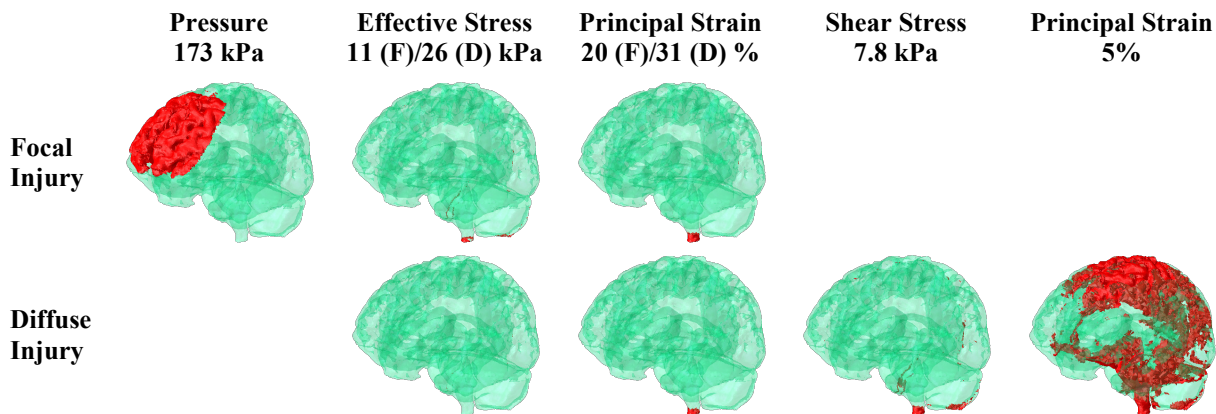 Pressure
173 kPa
Effective Stress
11 (F)/26 (D) kPa
Principal Strain
20 (F)/31 (D) %
Shear Stress
7.8 kPa
Principal Strain
5%
Focal
Injury
Diffuse
Injury